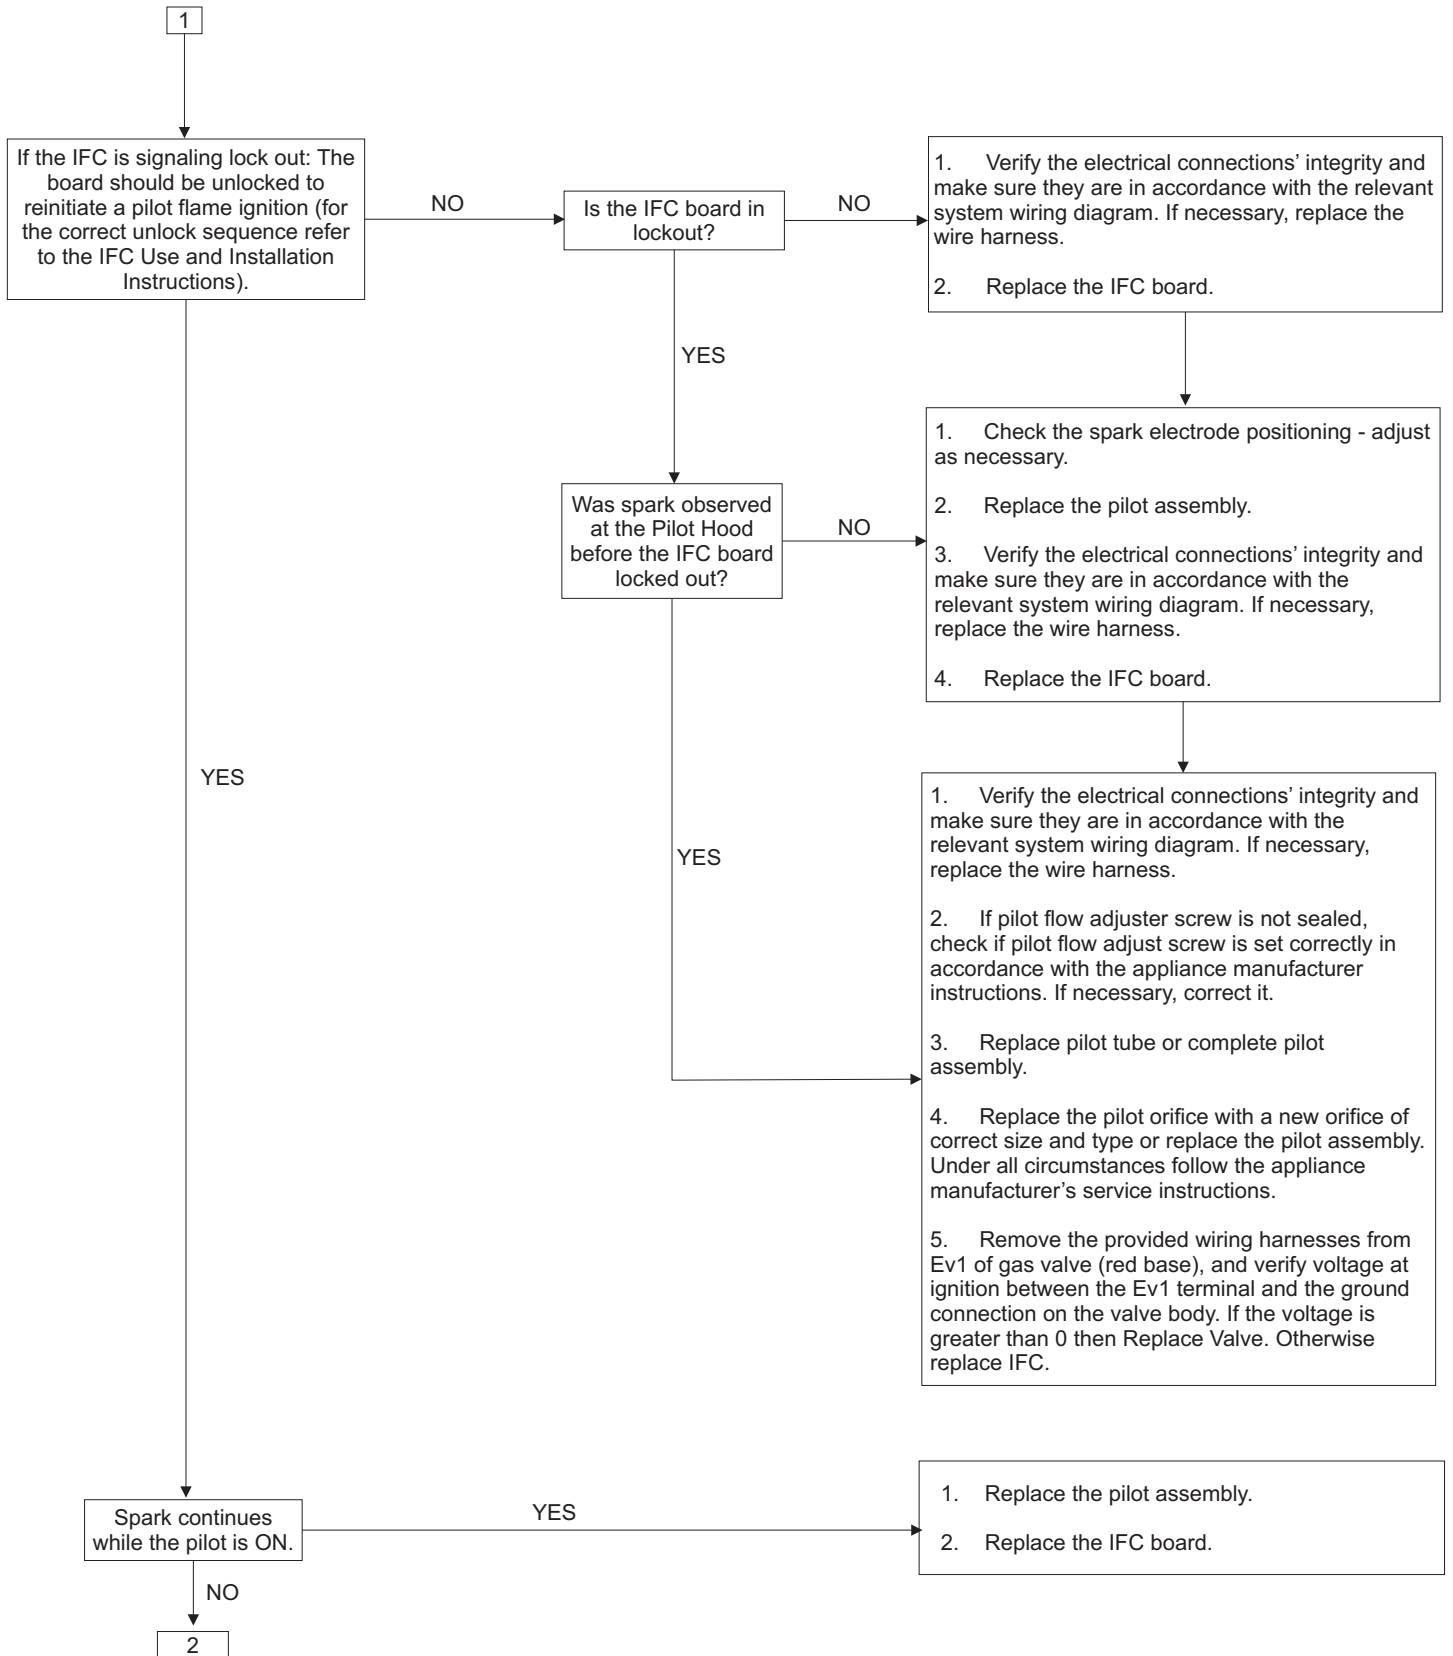 1
If the IFC is signaling lock out: The
board should be unlocked to
reinitiate a pilot flame ignition (for
the correct unlock sequence refer
to the IFC Use and Installation
Instructions).
NO
Is the IFC board in
lockout?
NO
1. Verify the electrical connections' integrity and
make sure they are in accordance with the relevant
system wiring diagram. If necessary, replace the
wire harness.
2. Replace the IFC board.
YES
Was spark observed
at the Pilot Hood
before the IFC board
locked out?
NO
1. Check the spark electrode positioning - adjust
as necessary.
2. Replace the pilot assembly.
3. Verify the electrical connections' integrity and
make sure they are in accordance with the
relevant system wiring diagram. If necessary,
replace the wire harness.
4. Replace the IFC board.
YES
YES
1. Verify the electrical connections' integrity and
make sure they are in accordance with the
relevant system wiring diagram. If necessary,
replace the wire harness.
2. If pilot flow adjuster screw is not sealed,
check if pilot flow adjust screw is set correctly in
accordance with the appliance manufacturer
instructions. If necessary, correct it.
3. Replace pilot tube or complete pilot
assembly.
4. Replace the pilot orifice with a new orifice of
correct size and type or replace the pilot assembly.
Under all circumstances follow the appliance
manufacturer's service instructions.
5. Remove the provided wiring harnesses from
Ev1 of gas valve (red base), and verify voltage at
ignition between the Ev1 terminal and the ground
connection on the valve body. If the voltage is
greater than 0 then Replace Valve. Otherwise
replace IFC.
Spark continues
while the pilot is ON.
YES
1. Replace the pilot assembly.
2. Replace the IFC board.
NO
2